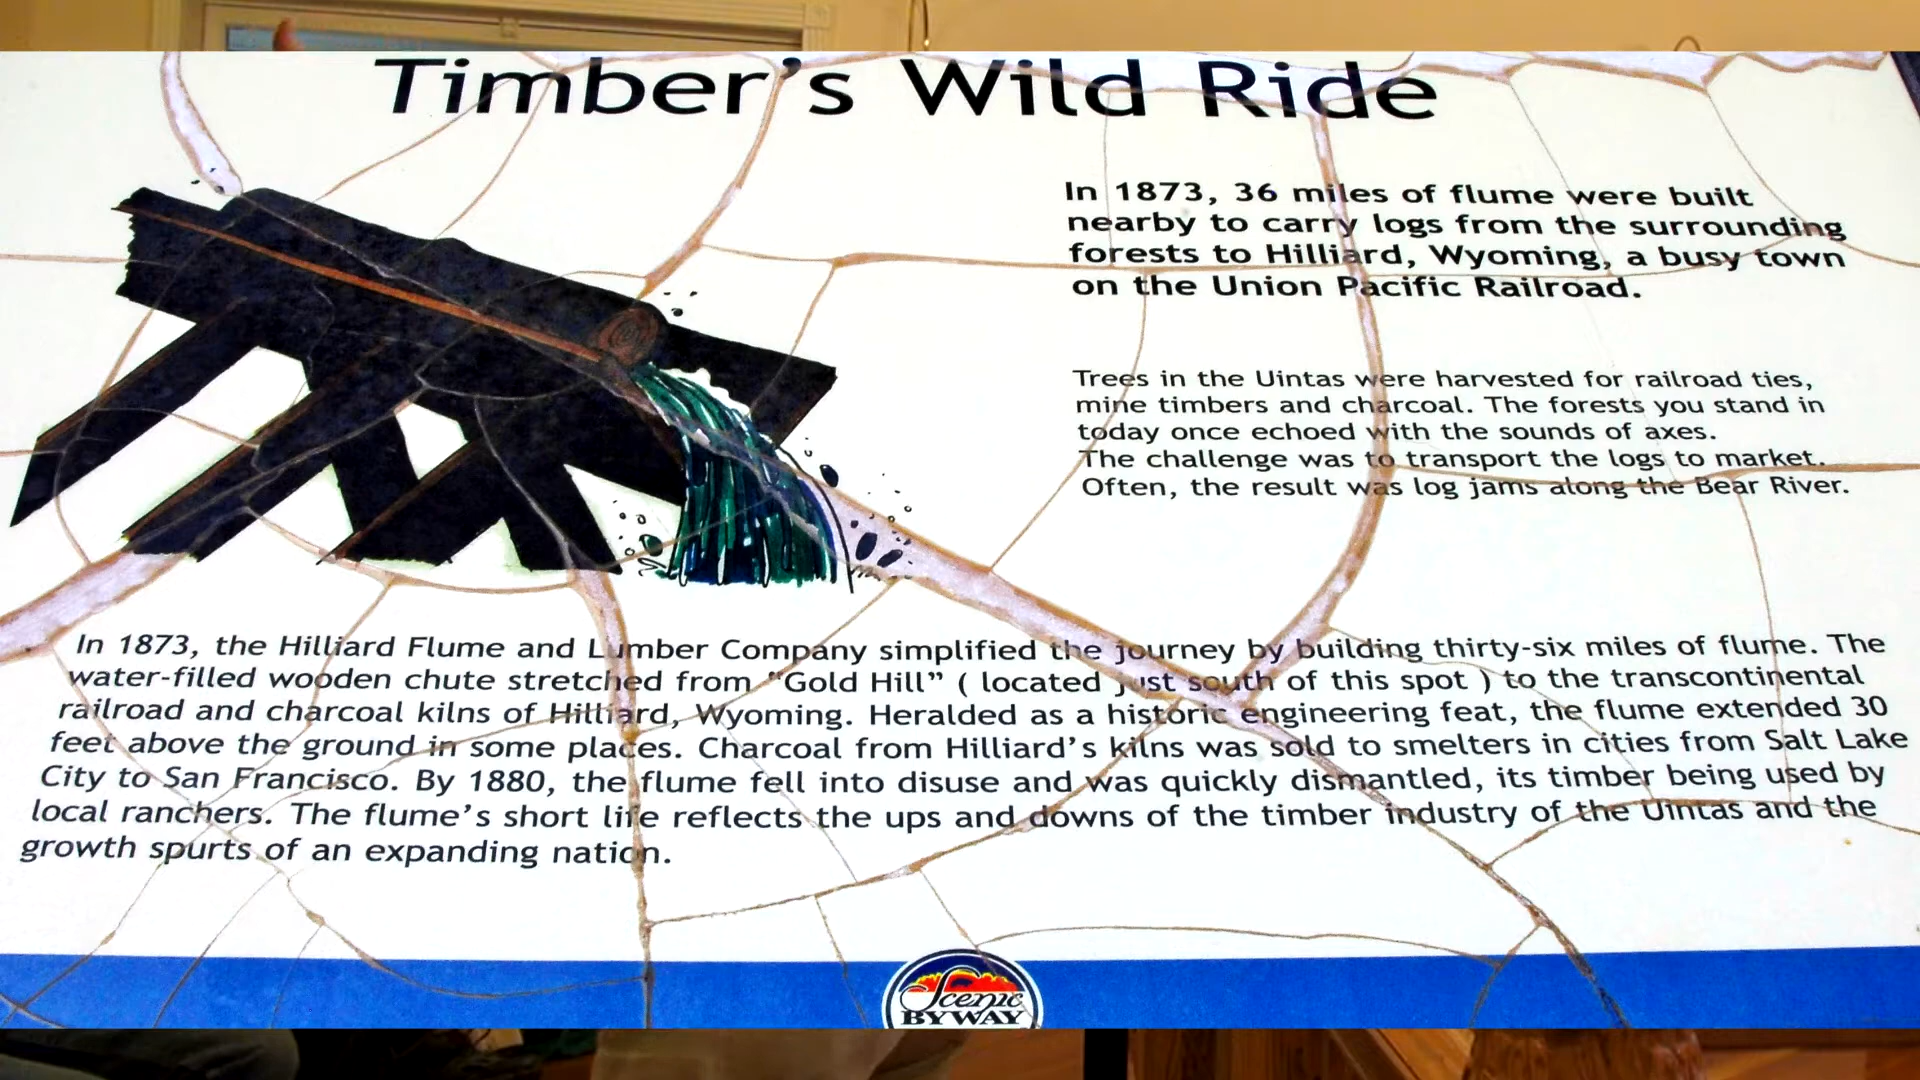 Timber's Wild Ride
In 1873, 36 miles of flume were built
nearby to carry logs from the surrounding
forests to Hilliard, Wyoming, a busy town
on the Union Pacific Railroad.
Trees in the Uintas were harvested for railroad ties,
mine timbers and charcoal. The forests you stand in
today once echoed with the sounds of axes.
The challenge was to transport the logs to market.
Often, the result was log jams along the Bear River.
In 1873, the Hilliard Flume and Lumber Company simplified the journey by building thirty-six miles of flume. The
water-filled wooden chute stretched from "Gold Hill" ( located just south of this spot ) to the transcontinental
railroad and charcoal kilns of Hilliard, Wyoming. Heralded as a historic engineering feat, the flume extended 30
feet above the ground in some places. Charcoal from Hilliard's kilns was sold to smelters in cities from Salt Lake
City to San Francisco. By 1880, the flume fell into disuse and was quickly dismantled, its timber being used by
local ranchers. The flume's short life reflects the ups and downs of the timber industry of the Uintas and the
growth spurts of an expanding nation.
Scenic
BYWAY